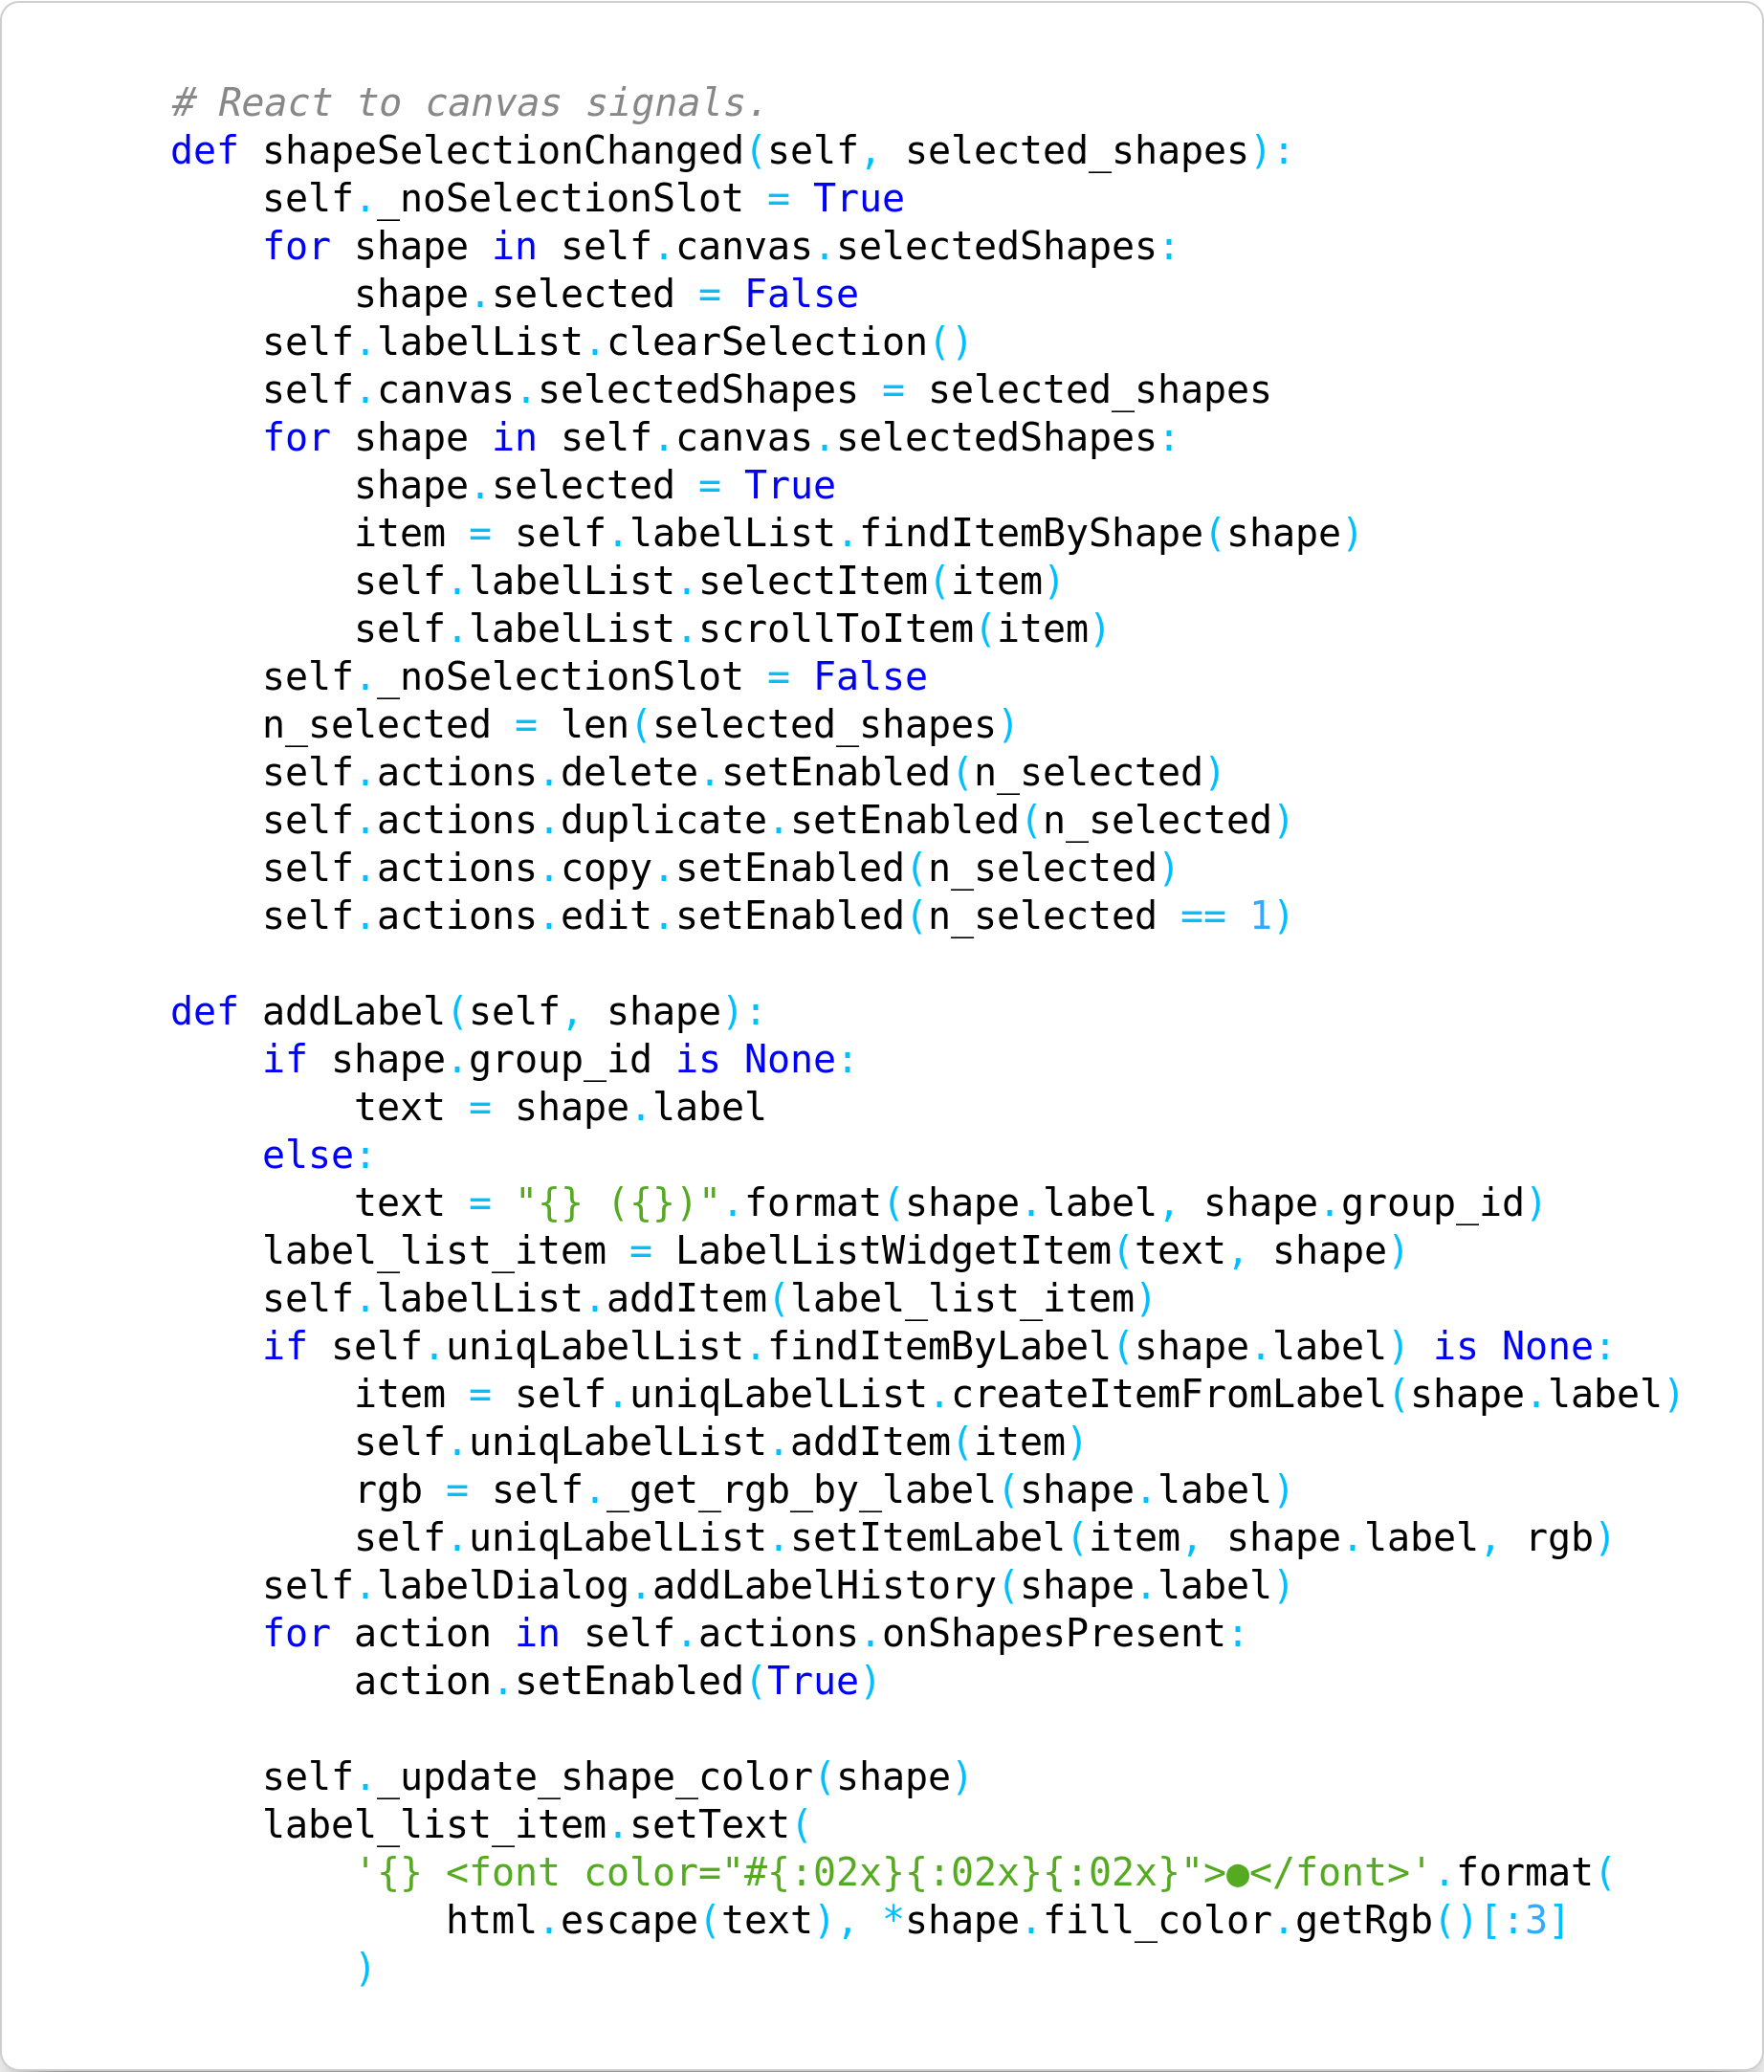 # React to canvas signals.
def shapeSelectionChanged(self, selected_shapes):
    self._noSelectionSlot = True
    for shape in self.canvas.selectedShapes:
        shape.selected = False
    self.labelList.clearSelection()
    self.canvas.selectedShapes = selected_shapes
    for shape in self.canvas.selectedShapes:
        shape.selected = True
        item = self.labelList.findItemByShape(shape)
        self.labelList.selectItem(item)
        self.labelList.scrollToItem(item)
    self._noSelectionSlot = False
    n_selected = len(selected_shapes)
    self.actions.delete.setEnabled(n_selected)
    self.actions.duplicate.setEnabled(n_selected)
    self.actions.copy.setEnabled(n_selected)
    self.actions.edit.setEnabled(n_selected == 1)

def addLabel(self, shape):
    if shape.group_id is None:
        text = shape.label
    else:
        text = "{} ({})".format(shape.label, shape.group_id)
    label_list_item = LabelListWidgetItem(text, shape)
    self.labelList.addItem(label_list_item)
    if self.uniqLabelList.findItemByLabel(shape.label) is None:
        item = self.uniqLabelList.createItemFromLabel(shape.label)
        self.uniqLabelList.addItem(item)
        rgb = self._get_rgb_by_label(shape.label)
        self.uniqLabelList.setItemLabel(item, shape.label, rgb)
    self.labelDialog.addLabelHistory(shape.label)
    for action in self.actions.onShapesPresent:
        action.setEnabled(True)

    self._update_shape_color(shape)
    label_list_item.setText(
        '{} <font color="#{:02x}{:02x}{:02x}">●</font>'.format(
            html.escape(text), *shape.fill_color.getRgb()[:3]
        )